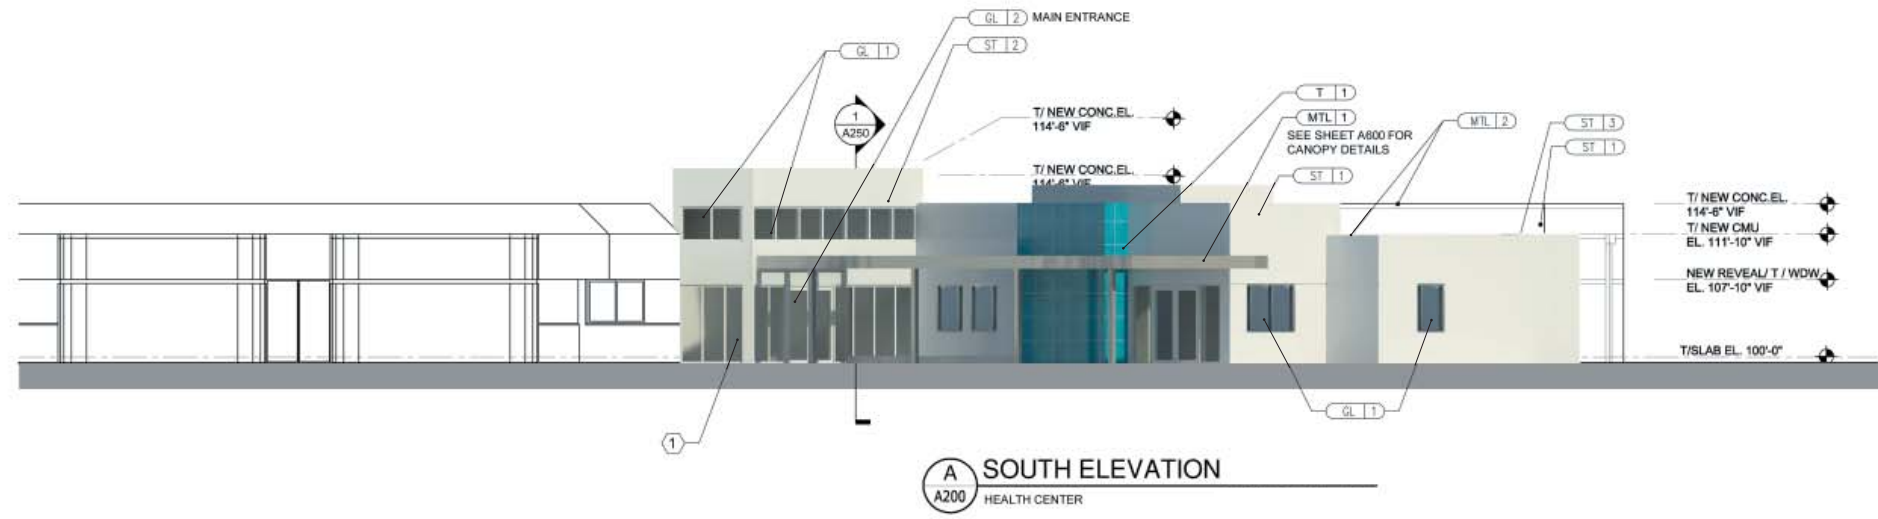 GL 2 MAIN ENTRANCE
GL 1
ST 2
T/ NEW CONC.EL.
114'-6" VIF
1
A250
T/ NEW CONC.EL.
114'-6" VIF
T 1
MTL 1
SEE SHEET A600 FOR
CANOPY DETAILS
ST 1
MTL 2
ST 3
ST 1
T/ NEW CONC.EL.
114'-6" VIF
T/ NEW CMU
EL. 111'-10" VIF
NEW REVEAL/ T / WDW
EL. 107'-10" VIF
T/SLAB EL. 100'-0"
GL 1
1
A
A200
SOUTH ELEVATION
HEALTH CENTER